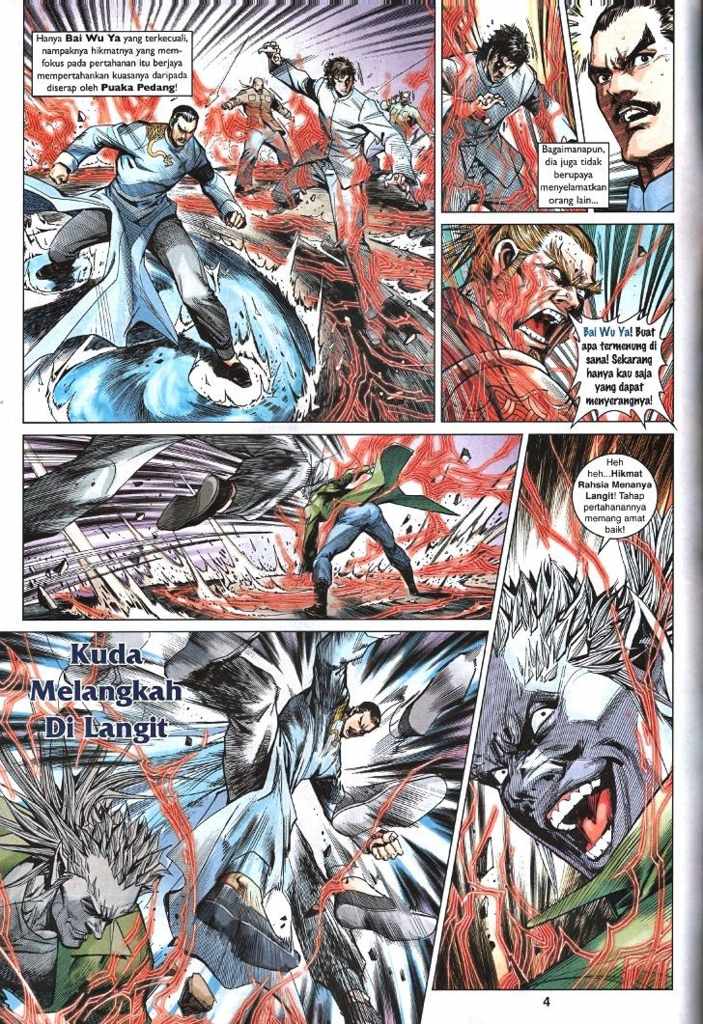 Hanya Bai Wu Ya yang terkecuali,
nampaknya hikmatnya yang mem-
fokus pada pertahanan itu berjaya
mempertahankan kuasanya daripada
diserap oleh Puaka Pedang!
Bagaimanapun,
dia juga tidak
berupaya
menyelamatkan
orang lain...
Bai Wu Ya! Buat
apa termenung di
sana! Sekarang
hanya kau saja
yang dapat
menyerangnya!
Heh
heh...Hikmat
Rahsia Menanya
Langit! Tahap
pertahanannya
memang amat
baik!
Kuda
Melangkah
Di Langit
4